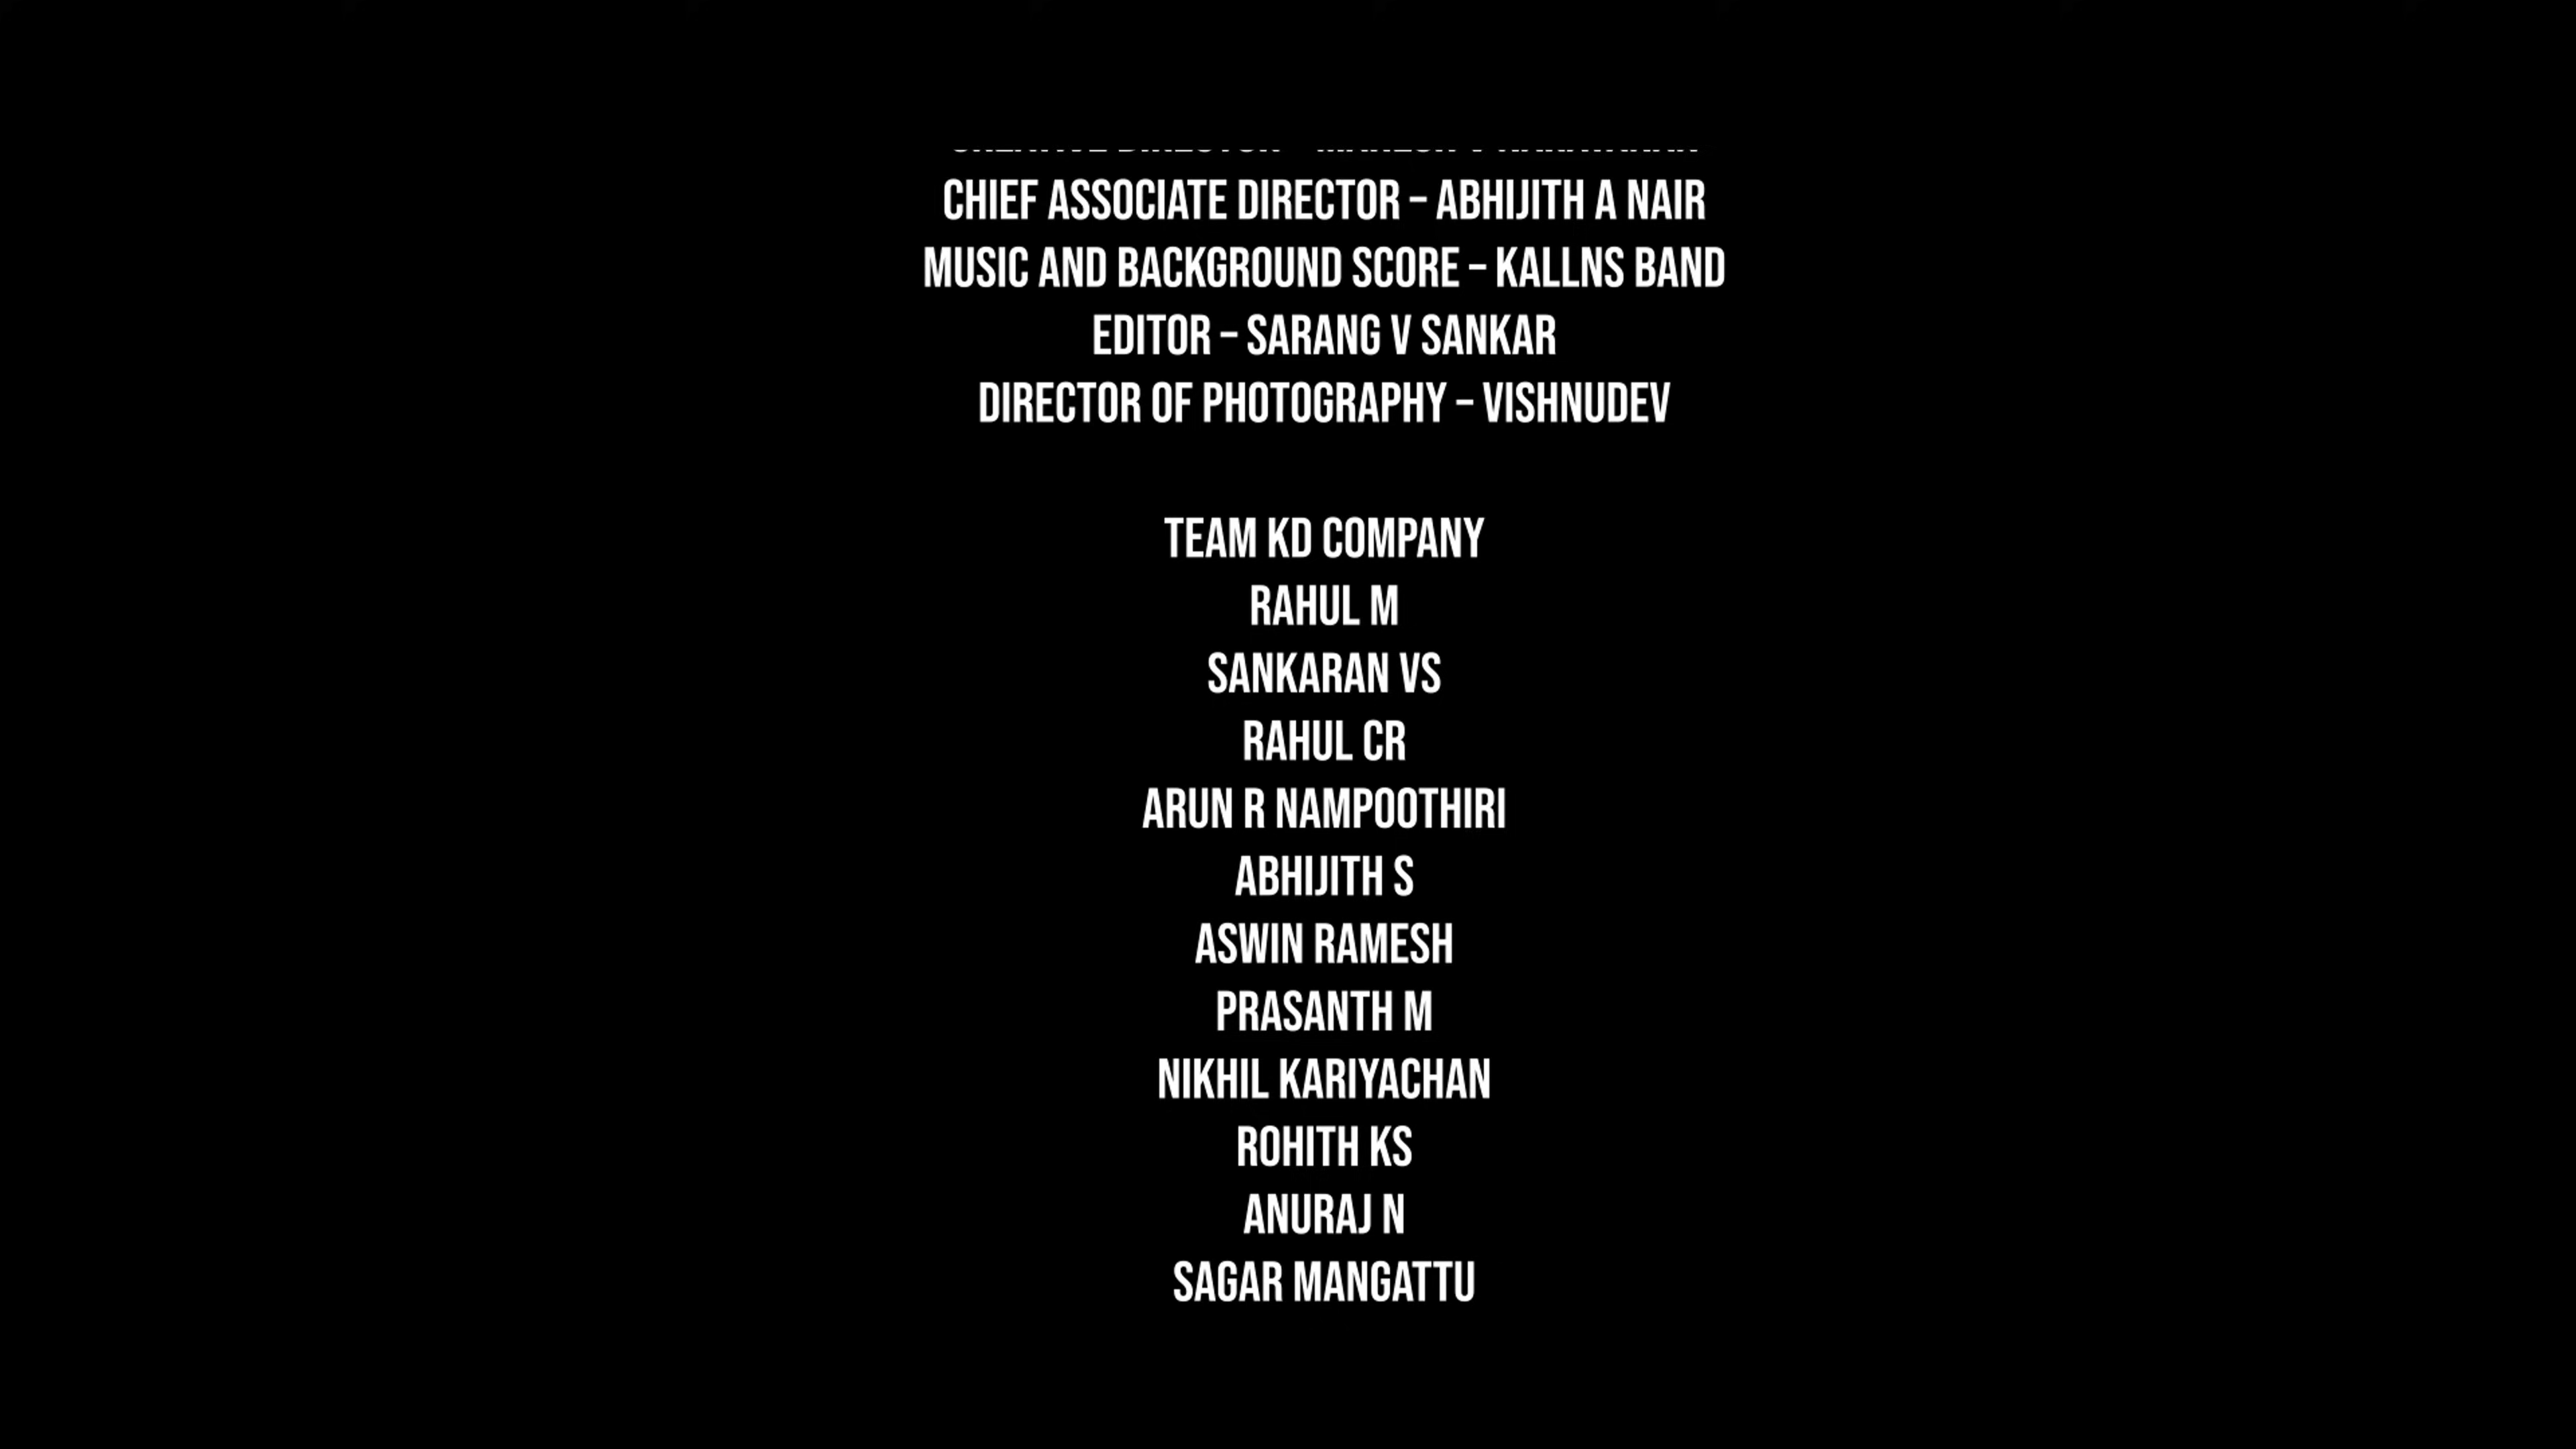 CHIEF ASSOCIATE DIRECTOR – ABHIJITH A NAIR
MUSIC AND BACKGROUND SCORE – KALLNS BAND
EDITOR – SARANG V SANKAR
DIRECTOR OF PHOTOGRAPHY – VISHNUDEV
TEAM KD COMPANY
RAHUL M
SANKARAN VS
RAHUL CR
ARUN R NAMPOOTHIRI
ABHIJITH S
ASWIN RAMESH
PRASANTH M
NIKHIL KARIYACHAN
ROHITH KS
ANURAJ N
SAGAR MANGATTU